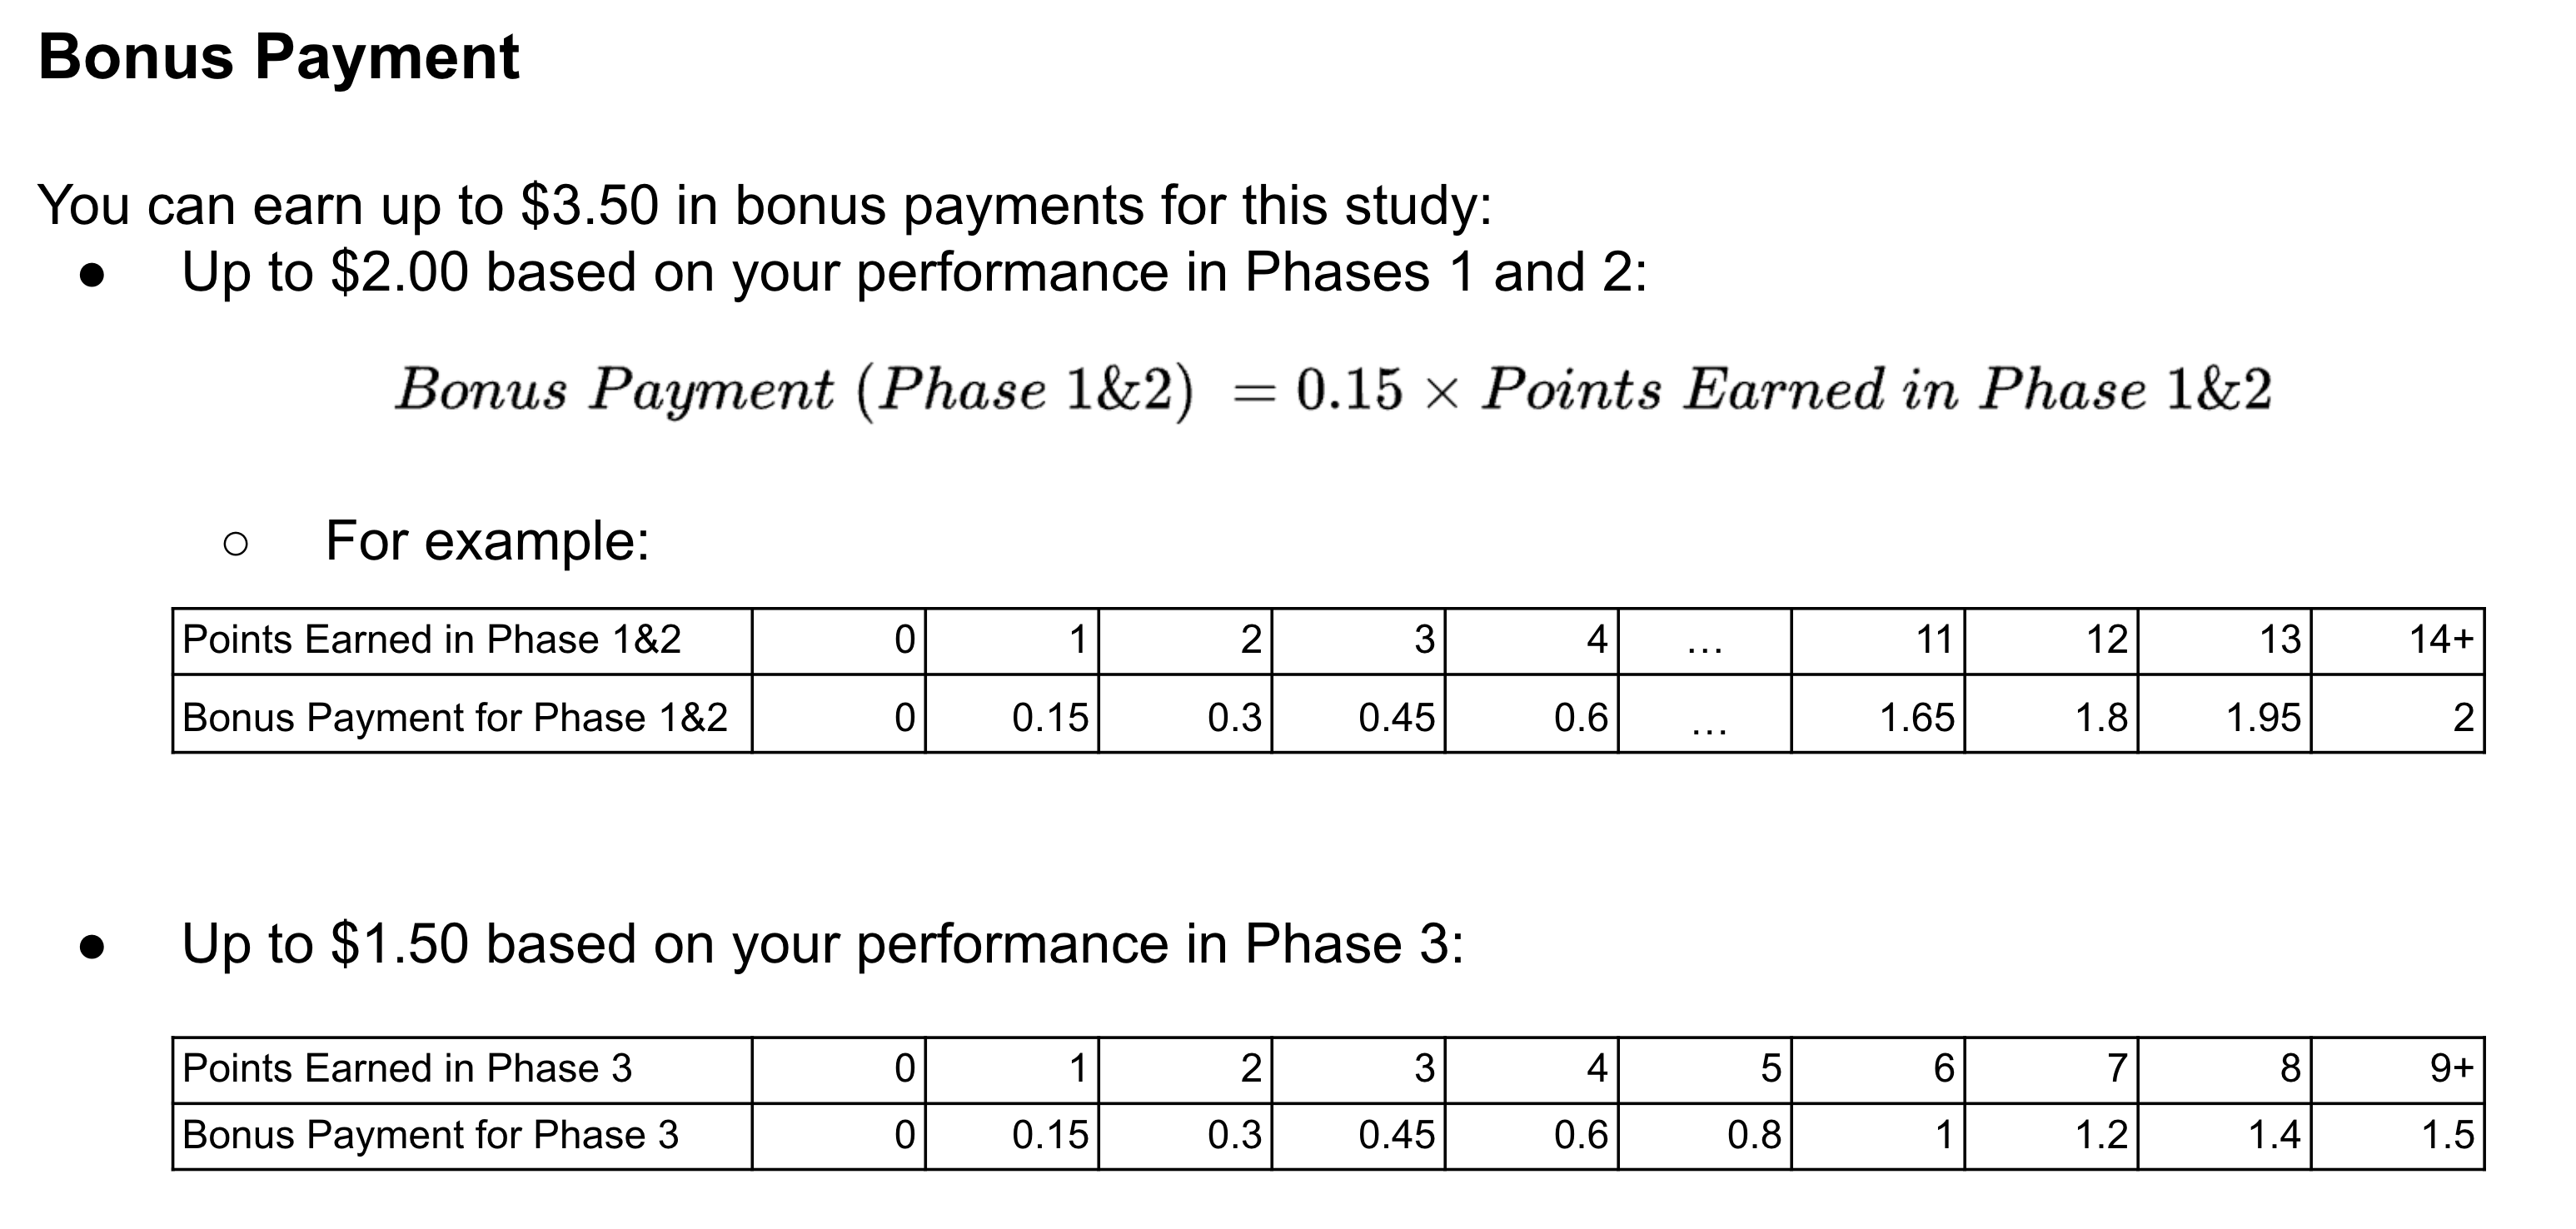 Bonus Payment
You can earn up to $3.50 in bonus payments for this study:
● Up to $2.00 based on your performance in Phases 1 and 2:
Bonus Payment (Phase 1&2) = 0.15 × Points Earned in Phase 1&2
○ For example:
Points Earned in Phase 1&2 0 1 2 3 4 ... 11 12 13 14+
Bonus Payment for Phase 1&2 0 0.15 0.3 0.45 0.6 ... 1.65 1.8 1.95 2
● Up to $1.50 based on your performance in Phase 3:
Points Earned in Phase 3 0 1 2 3 4 5 6 7 8 9+
Bonus Payment for Phase 3 0 0.15 0.3 0.45 0.6 0.8 1 1.2 1.4 1.5